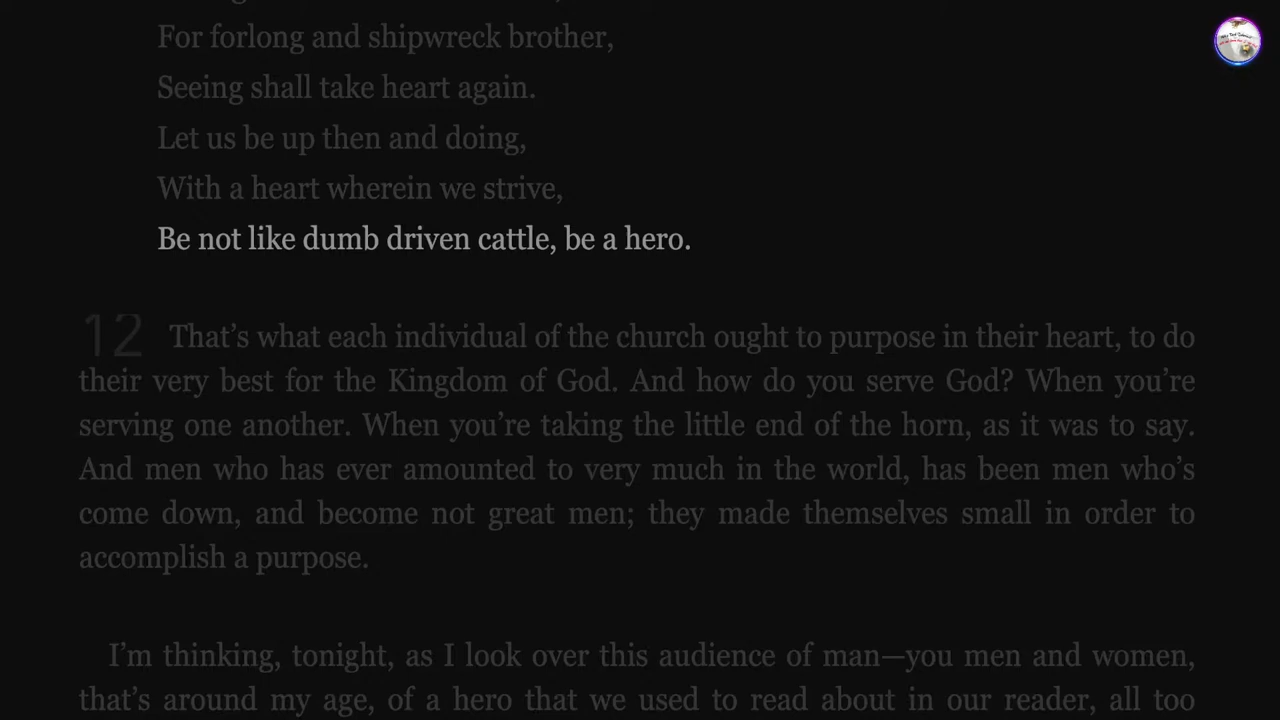 For forlong and shipwreck brother,
Seeing shall take heart again.
Let us be up then and doing,
With a heart wherein we strive,
Be not like dumb driven cattle, be a hero.
12 That’s what each individual of the church ought to purpose in their heart, to do
their very best for the Kingdom of God. And how do you serve God? When you’re
serving one another. When you’re taking the little end of the horn, as it was to say.
And men who has ever amounted to very much in the world, has been men who’s
come down, and become not great men; they made themselves small in order to
accomplish a purpose.
I’m thinking, tonight, as I look over this audience of man—you men and women,
that’s around my age, of a hero that we used to read about in our reader, all too